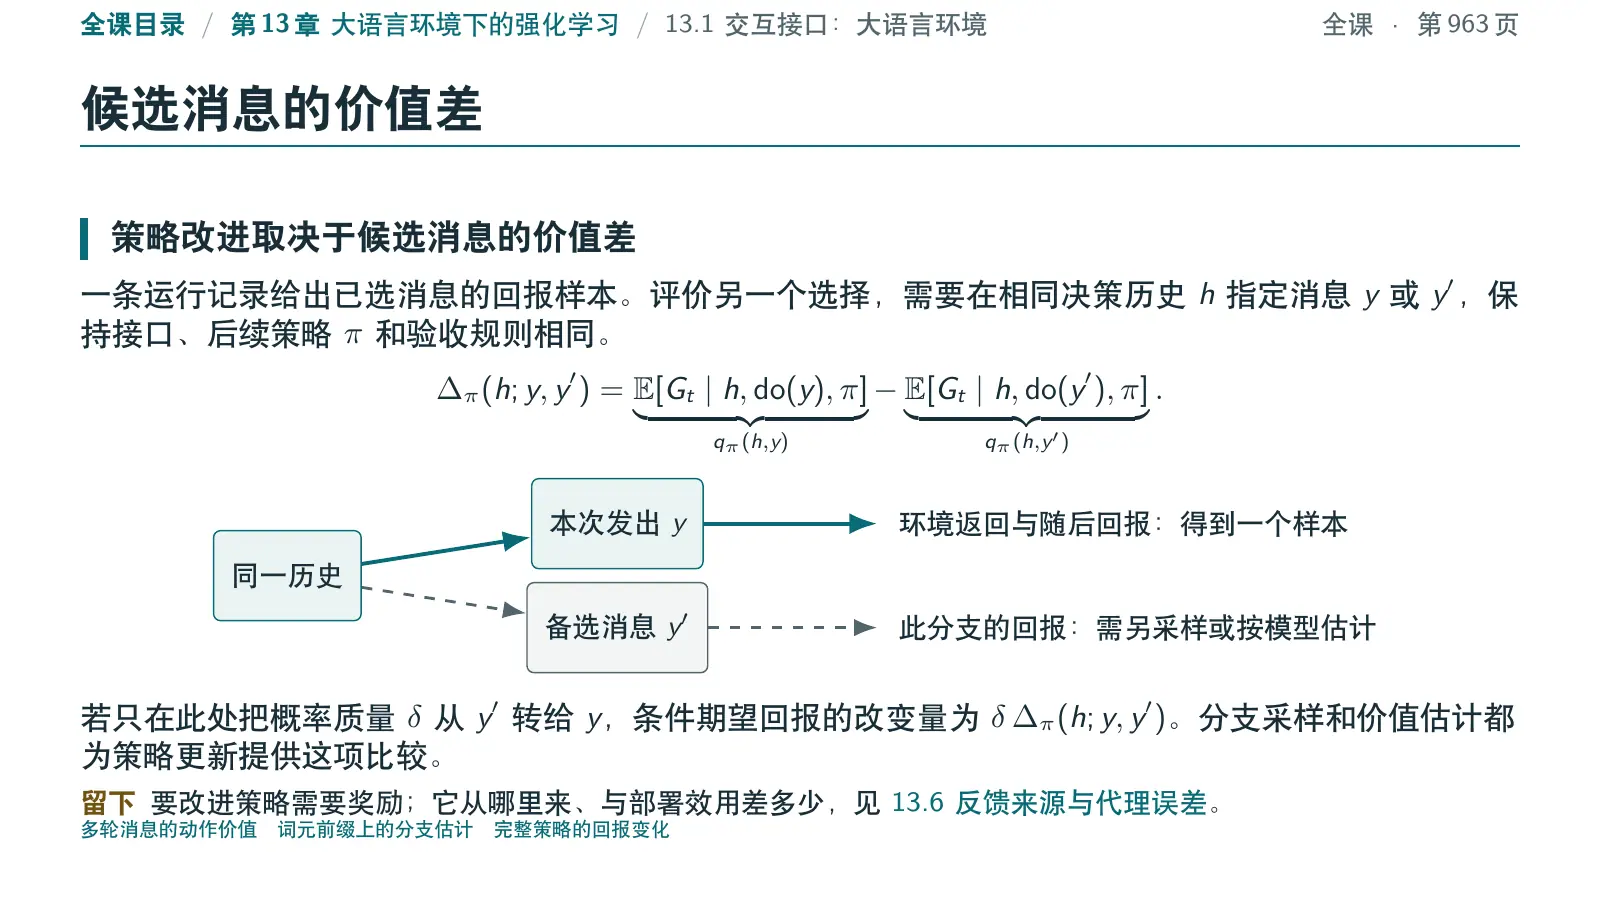 全课目录 / 第 13 章 大语言环境下的强化学习 / 13.1 交互接口：大语言环境
全课 · 第 963 页
候选消息的价值差
策略改进取决于候选消息的价值差
一条运行记录给出已选消息的回报样本。评价另一个选择，需要在相同决策历史 h 指定消息 y 或 y′，保
持接口、后续策略 π 和验收规则相同。
Δπ(h; y, y′) = 𝔼[Gt | h, do(y), π] − 𝔼[Gt | h, do(y′), π] .
qπ(h,y) qπ(h,y′)
本次发出 y
环境返回与随后回报：得到一个样本
同一历史
备选消息 y′
此分支的回报：需另采样或按模型估计
若只在此处把概率质量 δ 从 y′ 转给 y，条件期望回报的改变量为 δ Δπ(h; y, y′)。分支采样和价值估计都
为策略更新提供这项比较。
留下 要改进策略需要奖励；它从哪里来、与部署效用差多少，见 13.6 反馈来源与代理误差。
多轮消息的动作价值 词元前缀上的分支估计 完整策略的回报变化